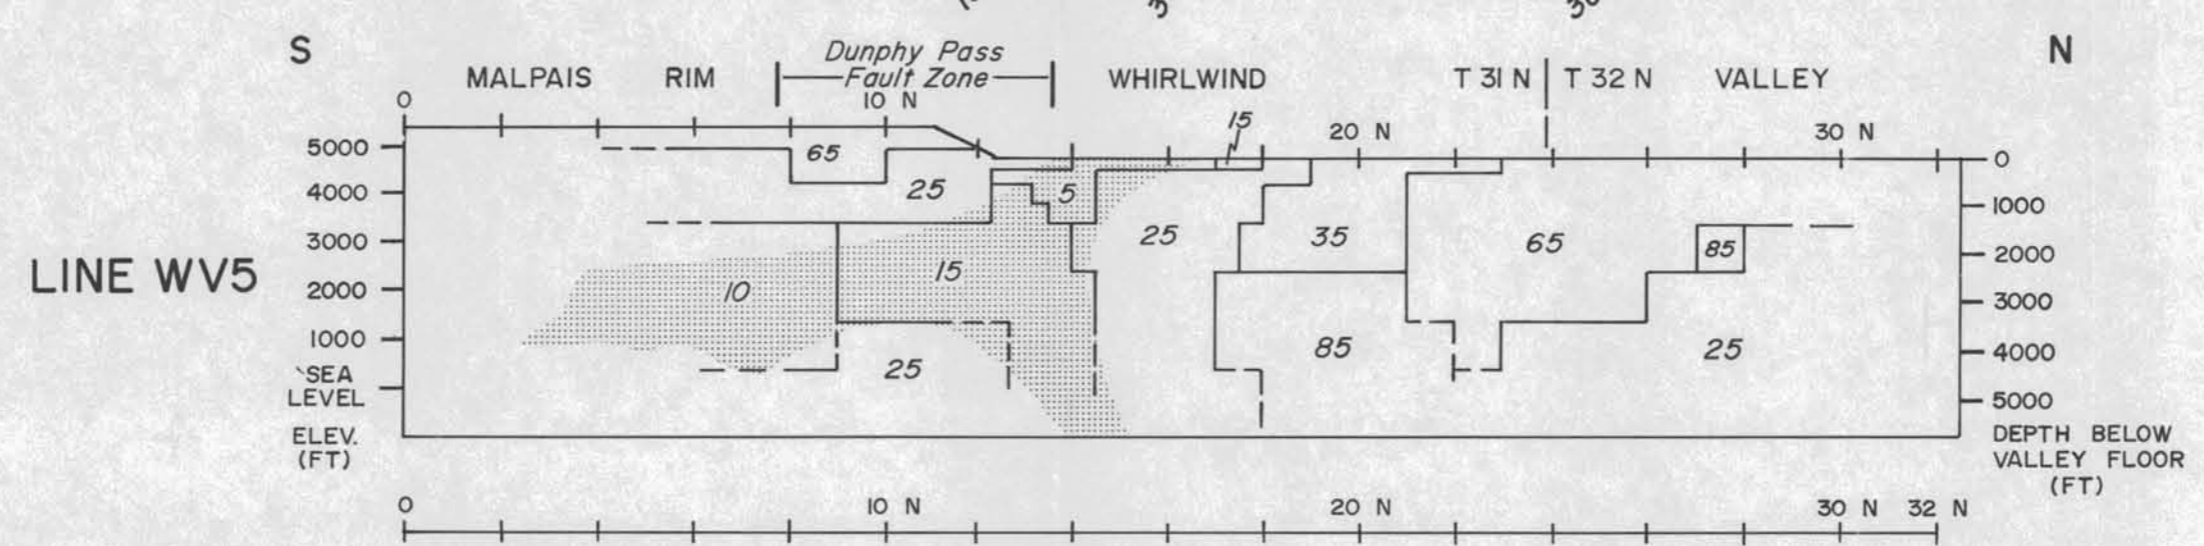 S
N
Dunphy Pass
Fault Zone
MALPAIS RIM WHIRLWIND T 31 N T 32 N VALLEY
0 10 N 20 N 30 N
15
5000 65 0
4000 25 5 1000
3000 25 35 65 85 2000
LINE WV5
2000 10 15 3000
1000 85 25 4000
SEA
LEVEL 25 5000
ELEV.
(FT)
DEPTH BELOW
VALLEY FLOOR
(FT)
0 10 N 20 N 30 N 32 N